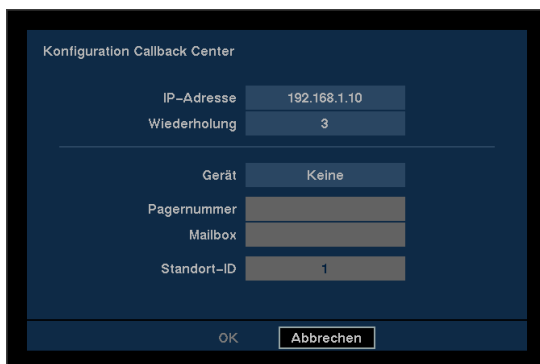 Konfiguration Callback Center
IP-Adresse 192.168.1.10
Wiederholung 3
Gerät Keine
Pagernummer
Mailbox
Standort-ID 1
OK Abbrechen